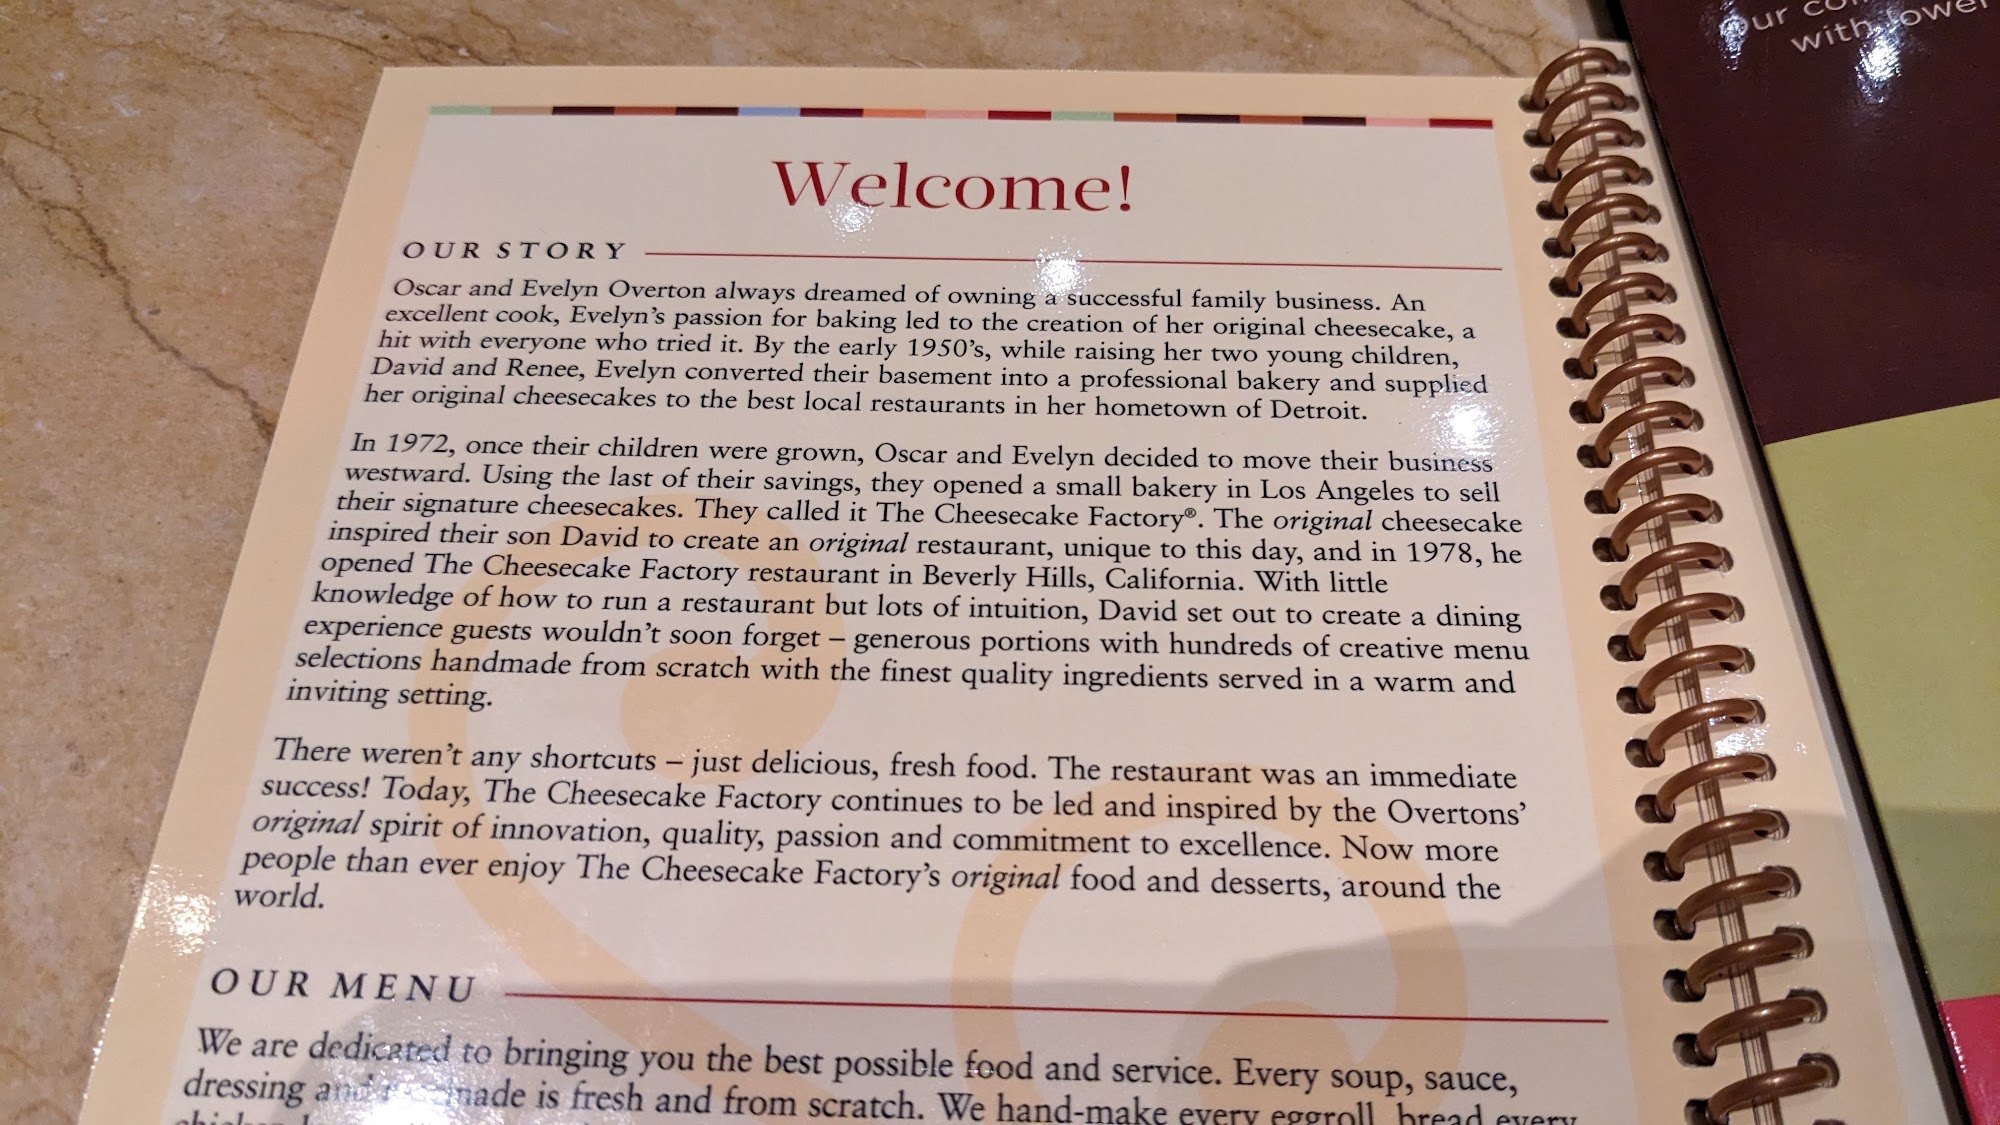 our
with
Welcome!
OUR STORY
Oscar and Evelyn Overton always dreamed of owning a successful family business. An
excellent cook, Evelyn's passion for baking led to the creation of her original cheesecake, a
hit with everyone who tried it. By the early 1950's, while raising her two young children,
David and Renee, Evelyn converted their basement into a professional bakery and supplied
her original cheesecakes to the best local restaurants in her hometown of Detroit.
In 1972, once their children were grown, Oscar and Evelyn decided to move their business
westward. Using the last of their savings, they opened a small bakery in Los Angeles to sell
their signature cheesecakes. They called it The Cheesecake Factory®. The original cheesecake
inspired their son David to create an original restaurant, unique to this day, and in 1978, he
opened The Cheesecake Factory restaurant in Beverly Hills, California. With little
knowledge of how to run a restaurant but lots of intuition, David set out to create a dining
experience guests wouldn't soon forget – generous portions with hundreds of creative menu
selections handmade from scratch with the finest quality ingredients served in a warm and
inviting setting.
There weren't any shortcuts – just delicious, fresh food. The restaurant was an immediate
success! Today, The Cheesecake Factory continues to be led and inspired by the Overtons'
original spirit of innovation, quality, passion and commitment to excellence. Now more
people than ever enjoy The Cheesecake Factory's original food and desserts, around the
world.
OUR MENU
We are dedicated to bringing you the best possible food and service. Every soup, sauce,
dressing and is fresh and from scratch. We hand-make every eggroll, bread every